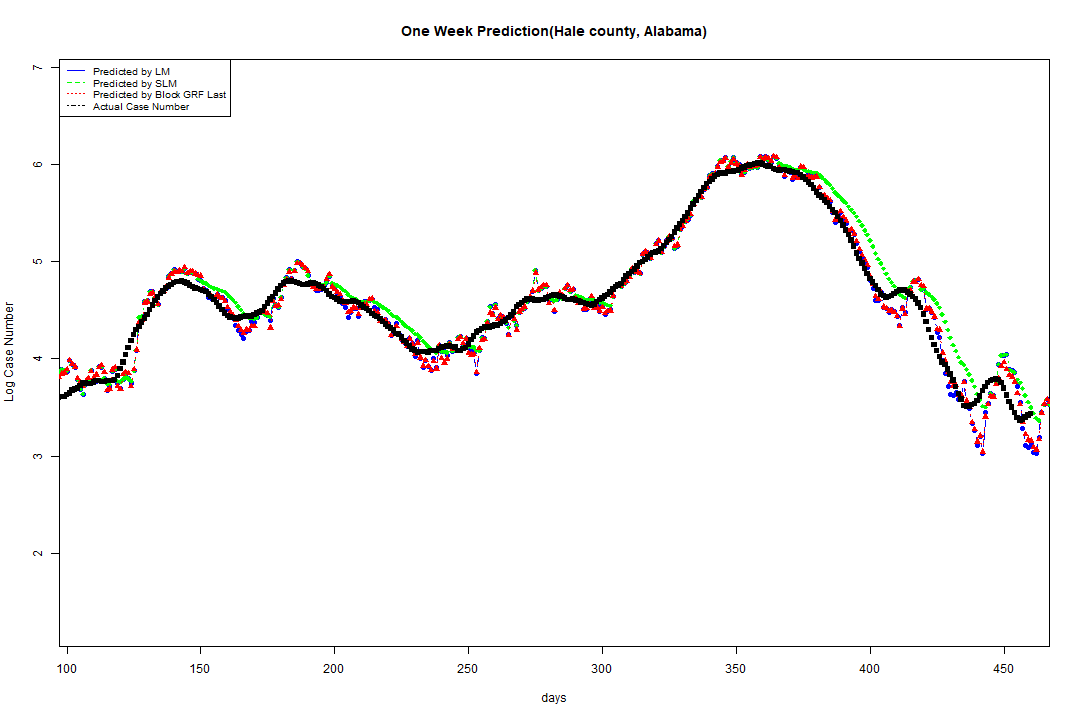 One Week Prediction(Hale county, Alabama)
Predicted by LM
Predicted by SLM
Predicted by Block GRF Last
Actual Case Number
Log Case Number
7
6
5
4
3
2
100 150 200 250 300 350 400 450
days